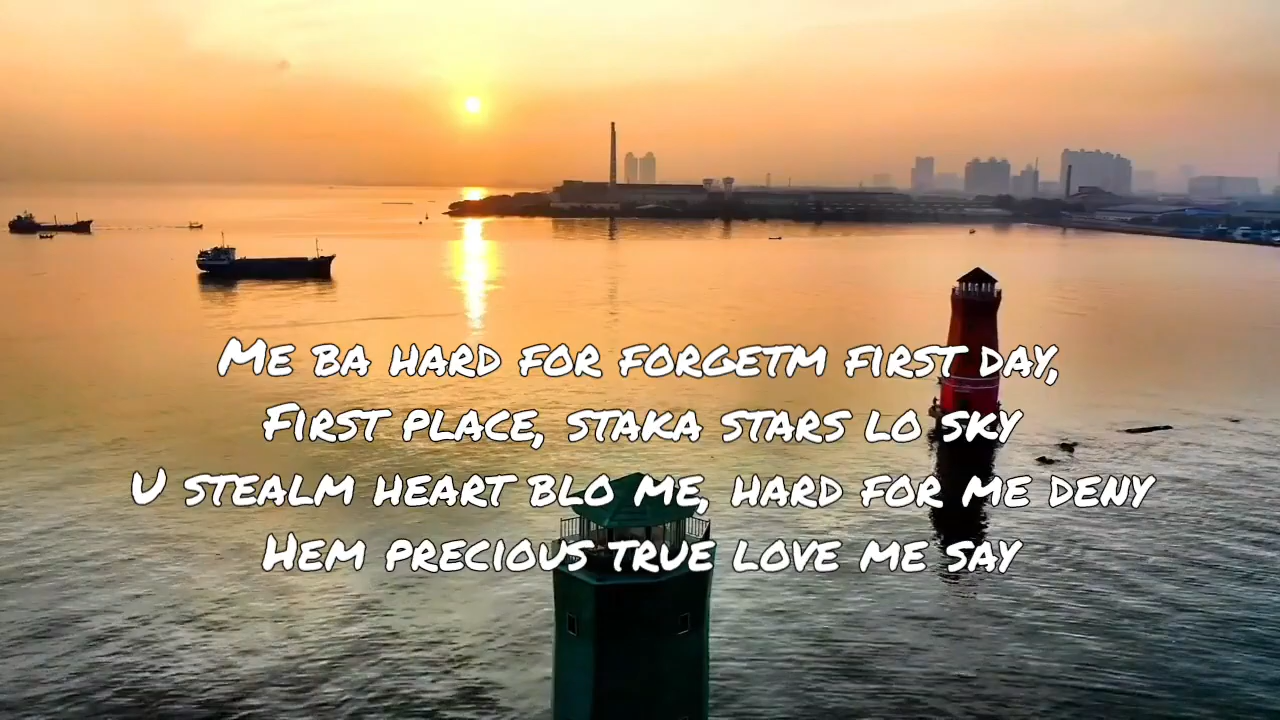 Me ba hard for forgetm first day,
First place, staka stars lo sky
U stealm heart blo me, hard for me deny
Hem precious true love me say